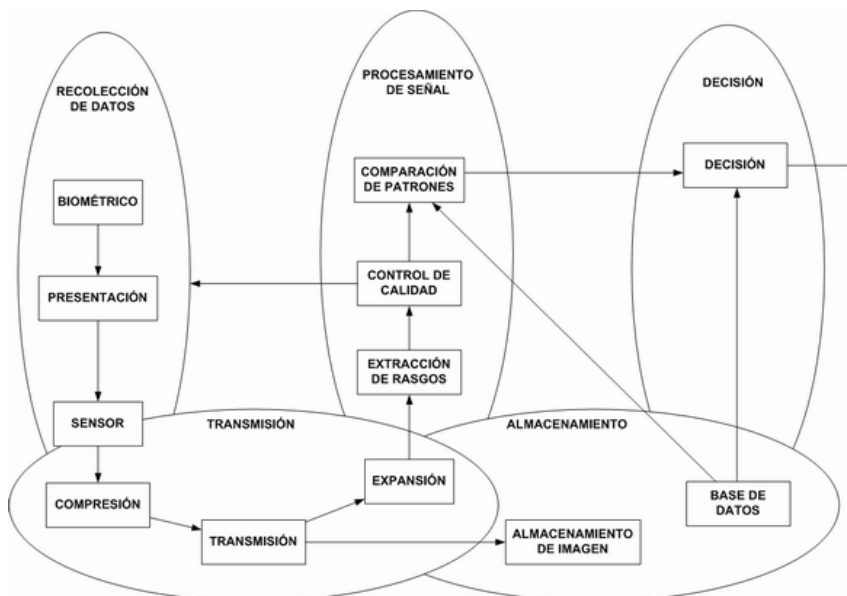 RECOLECCIÓN
DE DATOS
PROCESAMIENTO
DE SEÑAL
DECISIÓN
BIOMÉTRICO
PRESENTACIÓN
SENSOR
COMPARACIÓN
DE PATRONES
CONTROL DE
CALIDAD
EXTRACCIÓN
DE RASGOS
DECISIÓN
TRANSMISIÓN
ALMACENAMIENTO
COMPRESIÓN
TRANSMISIÓN
EXPANSIÓN
ALMACENAMIENTO
DE IMAGEN
BASE DE
DATOS